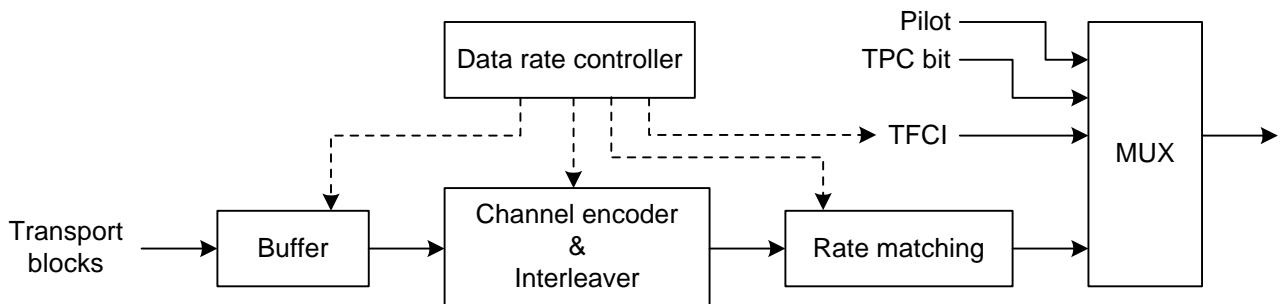 Pilot
Data rate controller
TPC bit
TFCI
MUX
Transport
blocks
Buffer
Channel encoder
&
Interleaver
Rate matching